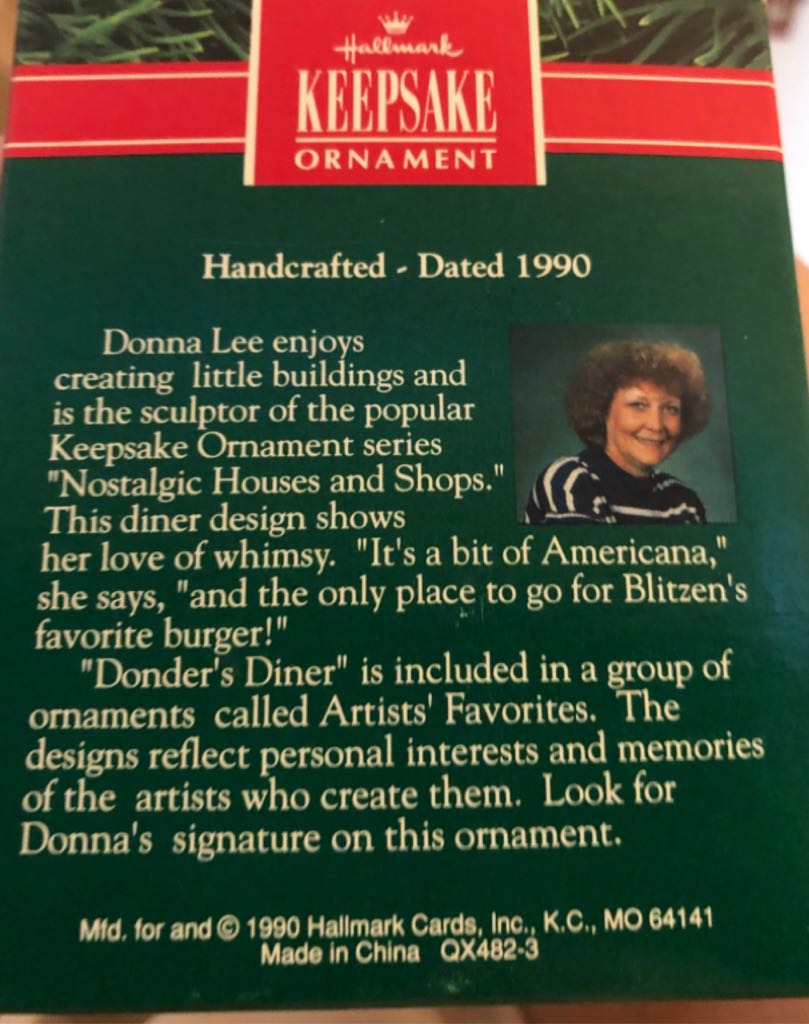 Hallmark
KEEPSAKE
ORNAMENT
Handcrafted - Dated 1990
Donna Lee enjoys
creating little buildings and
is the sculptor of the popular
Keepsake Ornament series
"Nostalgic Houses and Shops."
This diner design shows
her love of whimsy. "It's a bit of Americana,"
she says, "and the only place to go for Blitzen's
favorite burger!"
"Donder's Diner" is included in a group of
ornaments called Artists' Favorites. The
designs reflect personal interests and memories
of the artists who create them. Look for
Donna's signature on this ornament.
Mfd. for and © 1990 Hallmark Cards, Inc., K.C., MO 64141
Made in China QX482-3